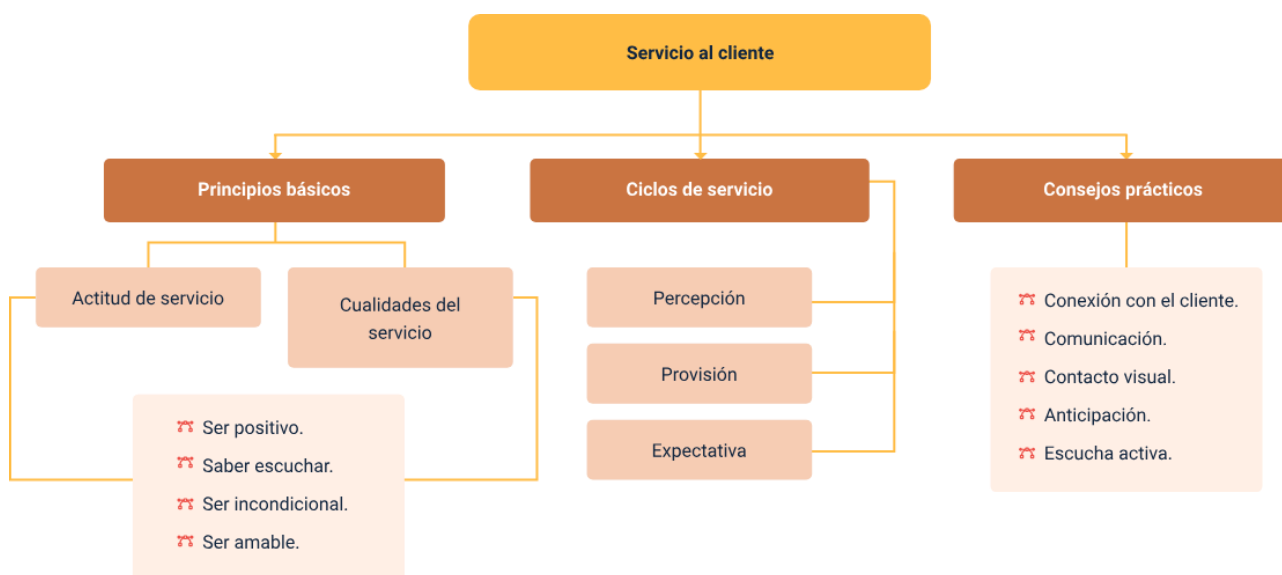 Servicio al cliente
Principios básicos
Ciclos de servicio
Consejos prácticos
Actitud de servicio
Cualidades del
servicio
Ser positivo.
Saber escuchar.
Ser incondicional.
Ser amable.
Percepción
Provisión
Expectativa
Conexión con el cliente.
Comunicación.
Contacto visual.
Anticipación.
Escucha activa.